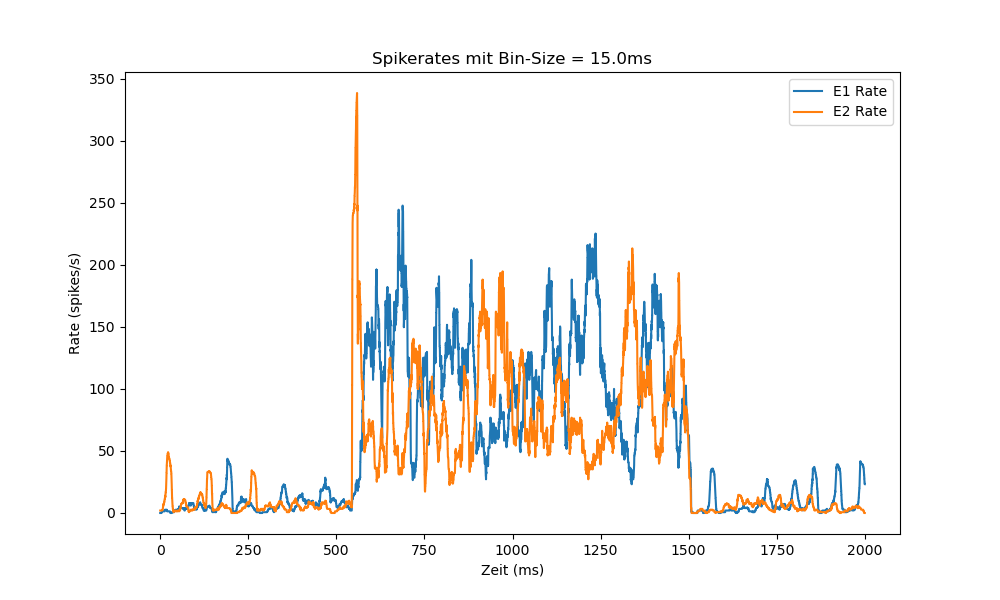 Spikerates mit Bin-Size = 15.0ms
E1 Rate
E2 Rate
Rate (spikes/s)
350
300
250
200
150
100
50
0
0 250 500 750 1000 1250 1500 1750 2000
Zeit (ms)